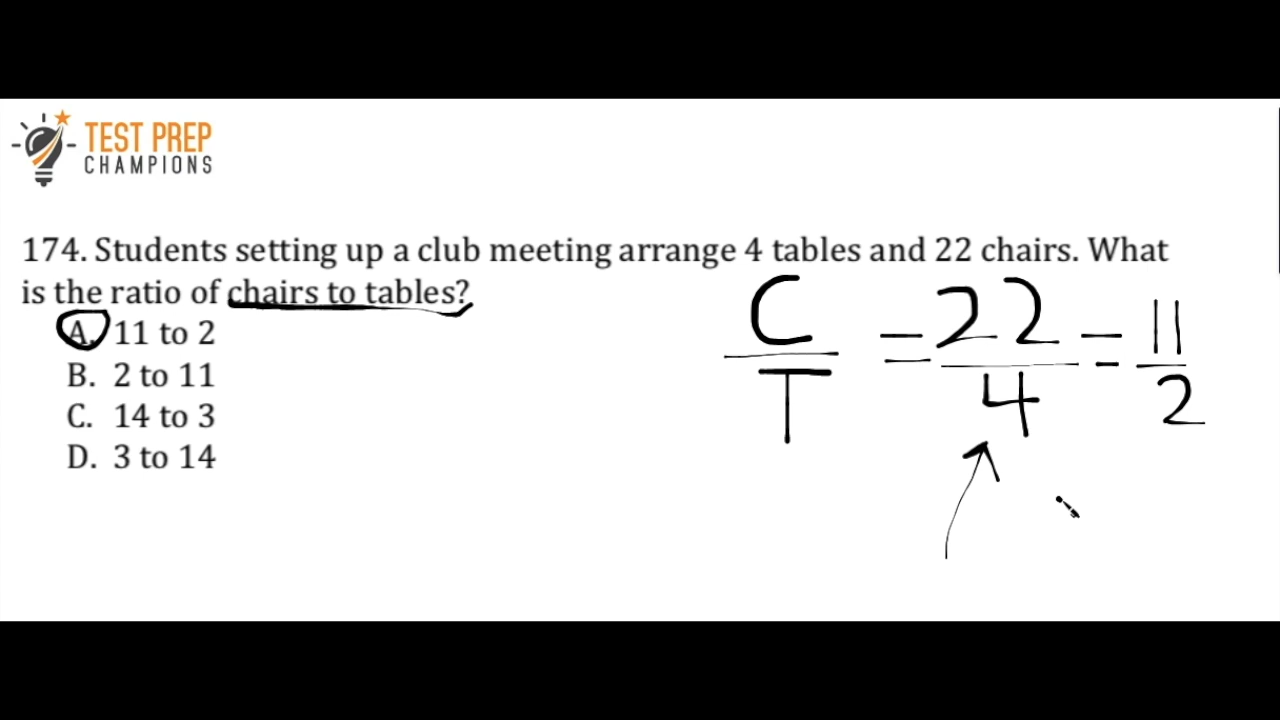 TEST PREP
CHAMPIONS
174. Students setting up a club meeting arrange 4 tables and 22 chairs. What
is the ratio of chairs to tables?
A. 11 to 2
B. 2 to 11
C. 14 to 3
D. 3 to 14
C/T = 22/4 = 11/2